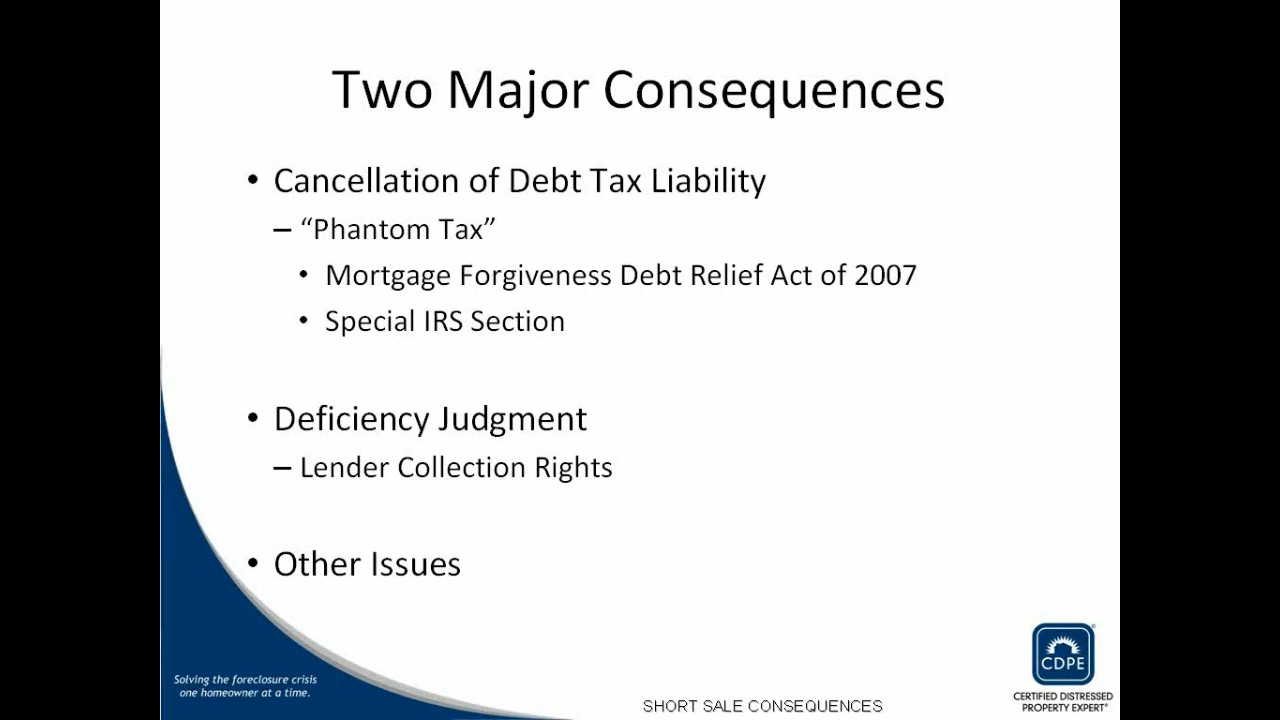 Two Major Consequences
• Cancellation of Debt Tax Liability
– “Phantom Tax”
• Mortgage Forgiveness Debt Relief Act of 2007
• Special IRS Section
• Deficiency Judgment
– Lender Collection Rights
• Other Issues
Solving the foreclosure crisis
one homeowner at a time.
SHORT SALE CONSEQUENCES
CDPE®
CERTIFIED DISTRESSED
PROPERTY EXPERT®